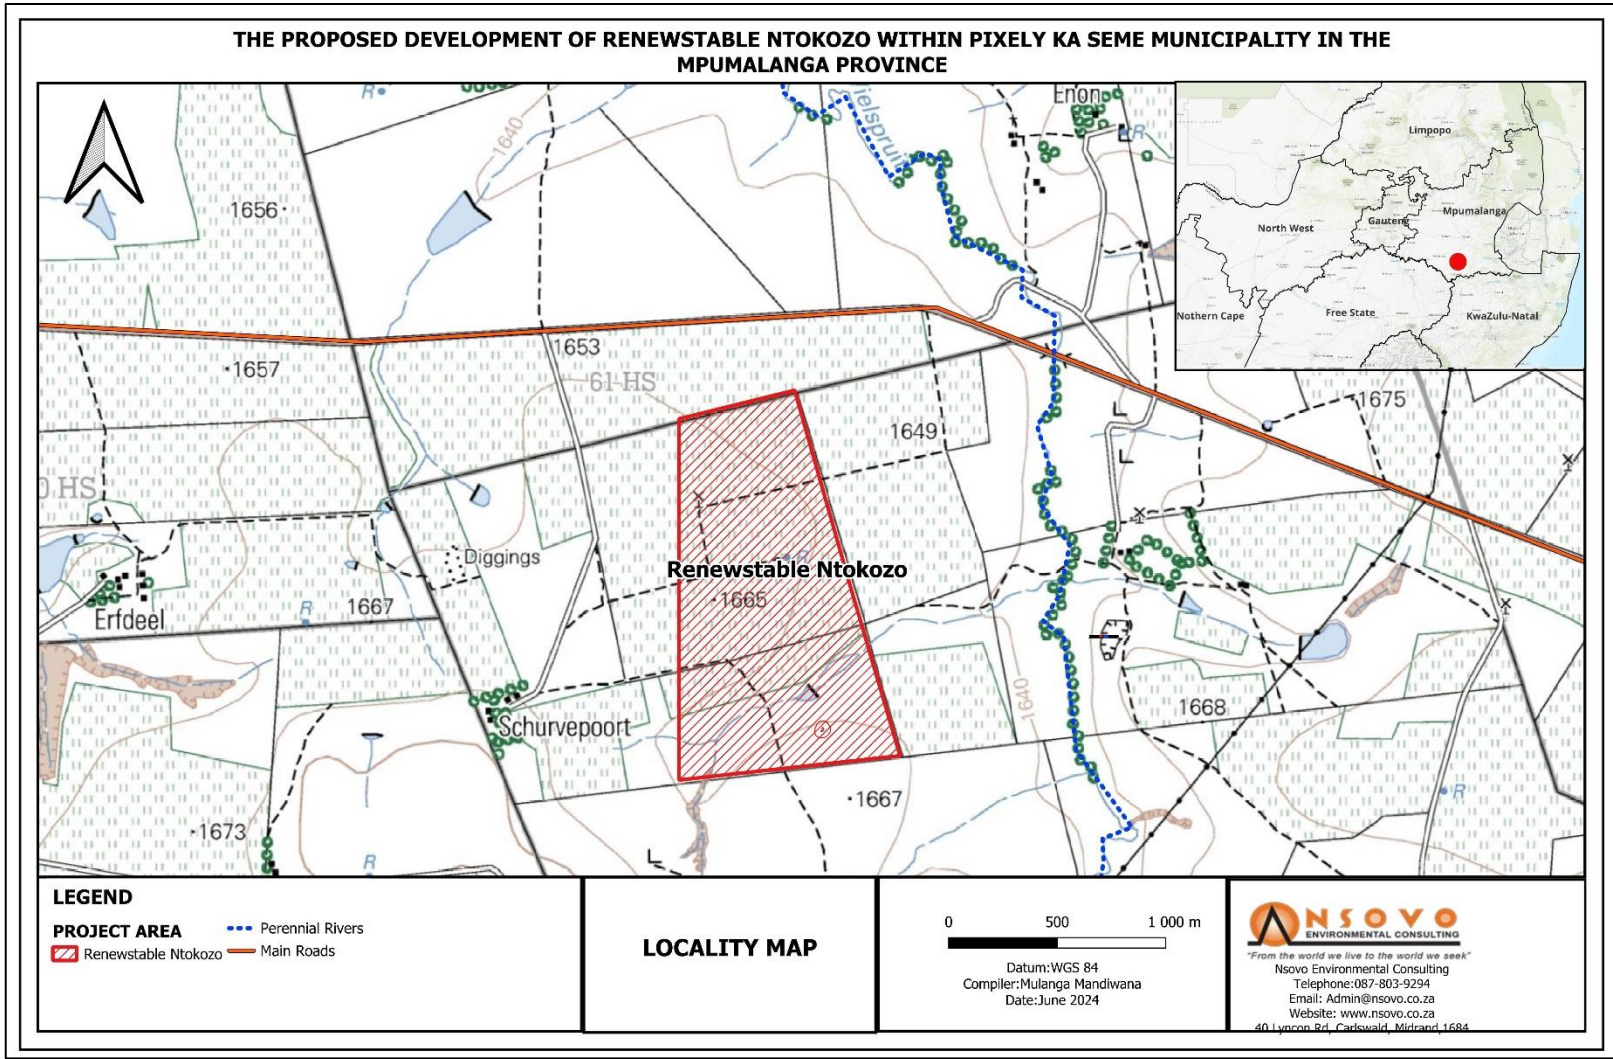 THE PROPOSED DEVELOPMENT OF RENEWSTABLE NTOKOZO WITHIN PIXELY KA SEME MUNICIPALITY IN THE
MPUMALANGA PROVINCE
R
1640
1656
Enon
R
Limpopo
Mpumalanga
Gauteng
North West
Free State
KwaZulu-Natal
Nothern Cape
1657
1653
61-HS
1649
1675
0 HS
Diggings
R
Renewstable Ntokozo
1665
Erfdeel
R
1667
Schurvepoort
1640
1668
1667
R
1673
R
LEGEND
PROJECT AREA
Renewstable Ntokozo
Perennial Rivers
Main Roads
LOCALITY MAP
0 500 1 000 m
Datum:WGS 84
Compiler:Mulanga Mandiwana
Date:June 2024
NSOVO
ENVIRONMENTAL CONSULTING
"From the world we live to the world we seek"
Nsovo Environmental Consulting
Telephone:087-803-9294
Email: Admin@nsovo.co.za
Website: www.nsovo.co.za
40 Lyncon Rd, Carlswald, Midrand,1684